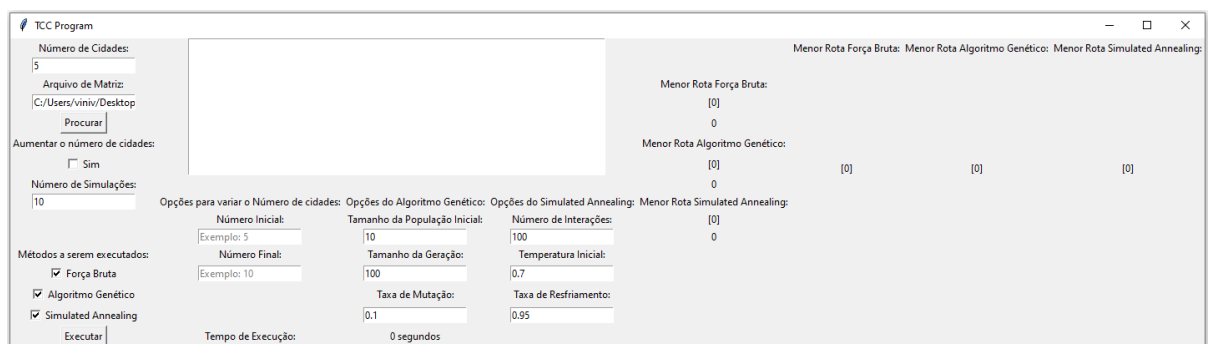 TCC Program
Número de Cidades:
5
Arquivo de Matriz:
C:/Users/viniv/Desktop
Procurar
Aumentar o número de cidades:
Sim
Número de Simulações:
10
Métodos a serem executados:
Força Bruta
Algoritmo Genético
Simulated Annealing
Executar
Opções para variar o Número de cidades:
Número Inicial:
Exemplo: 5
Número Final:
Exemplo: 10
Tempo de Execução:
Opções do Algoritmo Genético:
Tamanho da População Inicial:
10
Tamanho da Geração:
100
Taxa de Mutação:
0.1
0 segundos
Opções do Simulated Annealing:
Número de Interações:
100
Temperatura Inicial:
0.7
Taxa de Resfriamento:
0.95
Menor Rota Força Bruta:
[0]
0
Menor Rota Algoritmo Genético:
[0]
0
Menor Rota Simulated Annealing:
[0]
0
Menor Rota Força Bruta: Menor Rota Algoritmo Genético: Menor Rota Simulated Annealing:
[0] [0] [0]